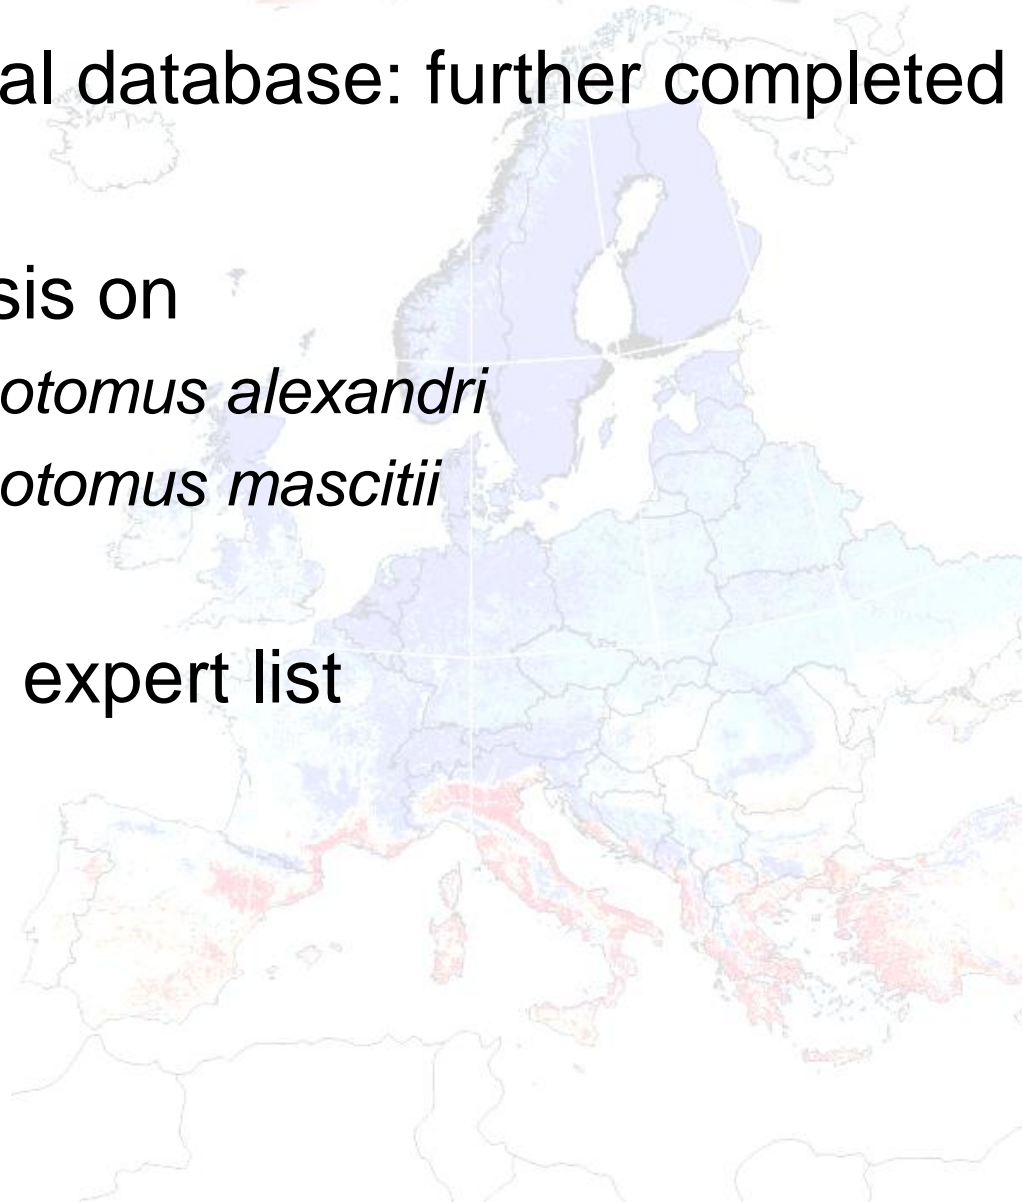 al database: further completed
sis on
otomus alexandri
otomus mascitii
expert list